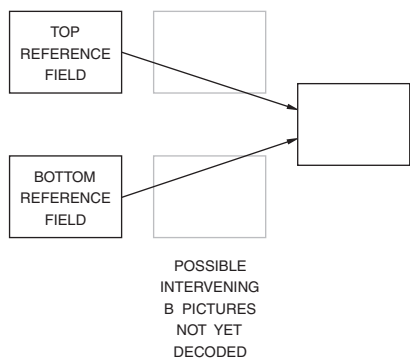 TOP
REFERENCE
FIELD
BOTTOM
REFERENCE
FIELD
POSSIBLE
INTERVENING
B PICTURES
NOT YET
DECODED